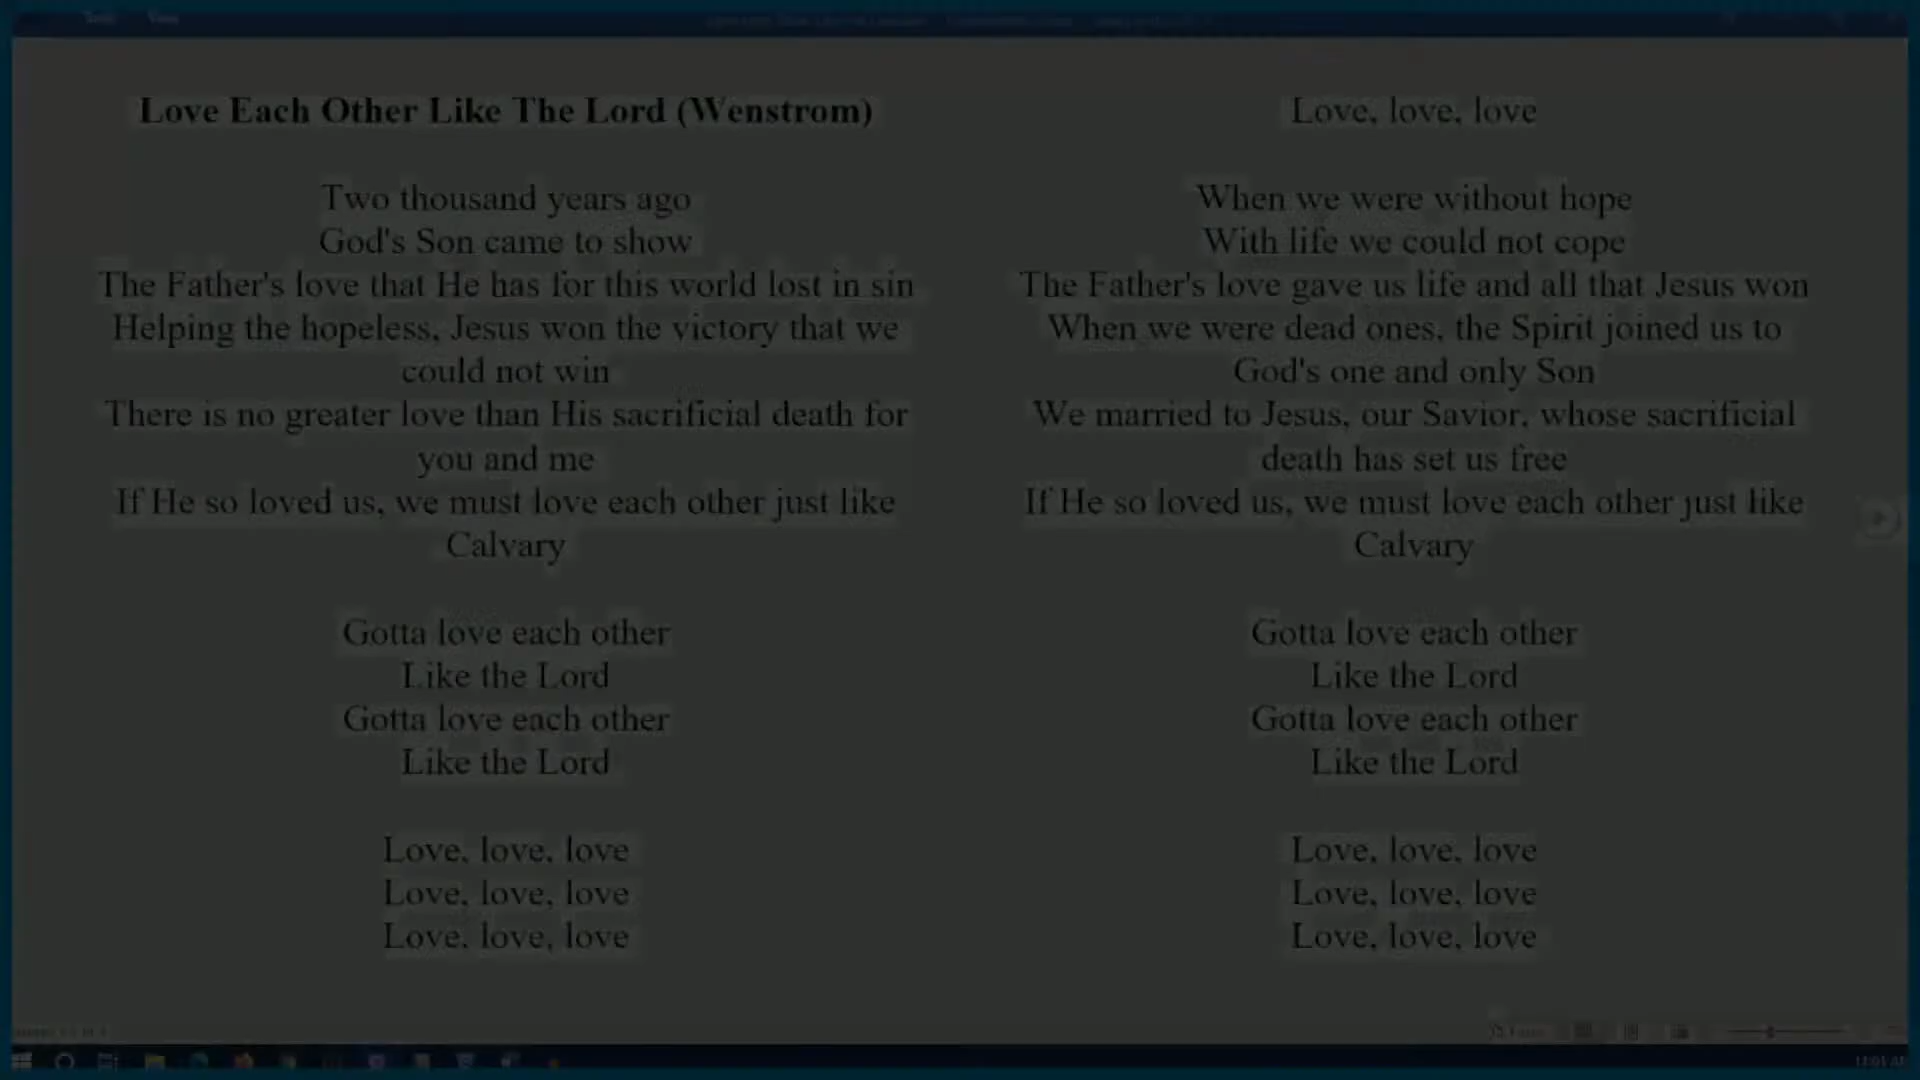 Love Each Other Like The Lord (Wenstrom)
Two thousand years ago
God's Son came to show
The Father's love that He has for this world lost in sin
Helping the hopeless, Jesus won the victory that we
could not win
There is no greater love than His sacrificial death for
you and me
If He so loved us, we must love each other just like
Calvary
Gotta love each other
Like the Lord
Gotta love each other
Like the Lord
Love, love, love
Love, love, love
Love, love, love
Love, love, love
When we were without hope
With life we could not cope
The Father's love gave us life and all that Jesus won
When we were dead ones, the Spirit joined us to
God's one and only Son
We married to Jesus, our Savior, whose sacrificial
death has set us free
If He so loved us, we must love each other just like
Calvary
Gotta love each other
Like the Lord
Gotta love each other
Like the Lord
Love, love, love
Love, love, love
Love, love, love